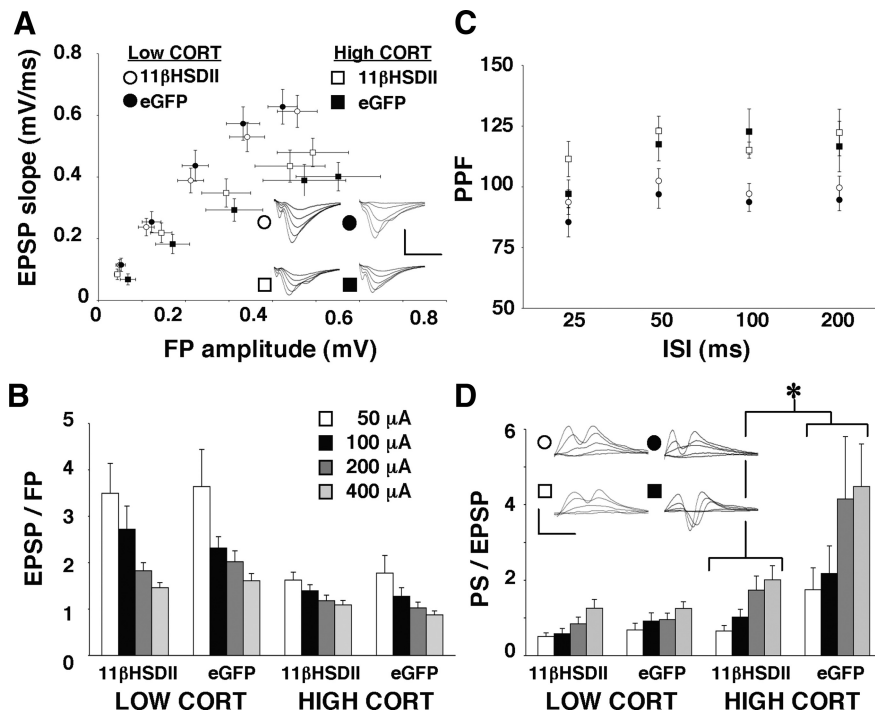 A
Low CORT
High CORT
11βHSDII
eGFP
11βHSDII
eGFP
EPSP slope (mV/ms)
0.8
0.6
0.4
0.2
0
0
0.2
0.4
0.6
0.8
FP amplitude (mV)
C
PPF
150
125
100
75
50
25
50
100
200
ISI (ms)
B
EPSP / FP
5
4
3
2
1
0
50 μA
100 μA
200 μA
400 μA
11βHSDII
eGFP
11βHSDII
eGFP
LOW CORT
HIGH CORT
D
PS / EPSP
6
4
2
0
*
11βHSDII
eGFP
11βHSDII
eGFP
LOW CORT
HIGH CORT